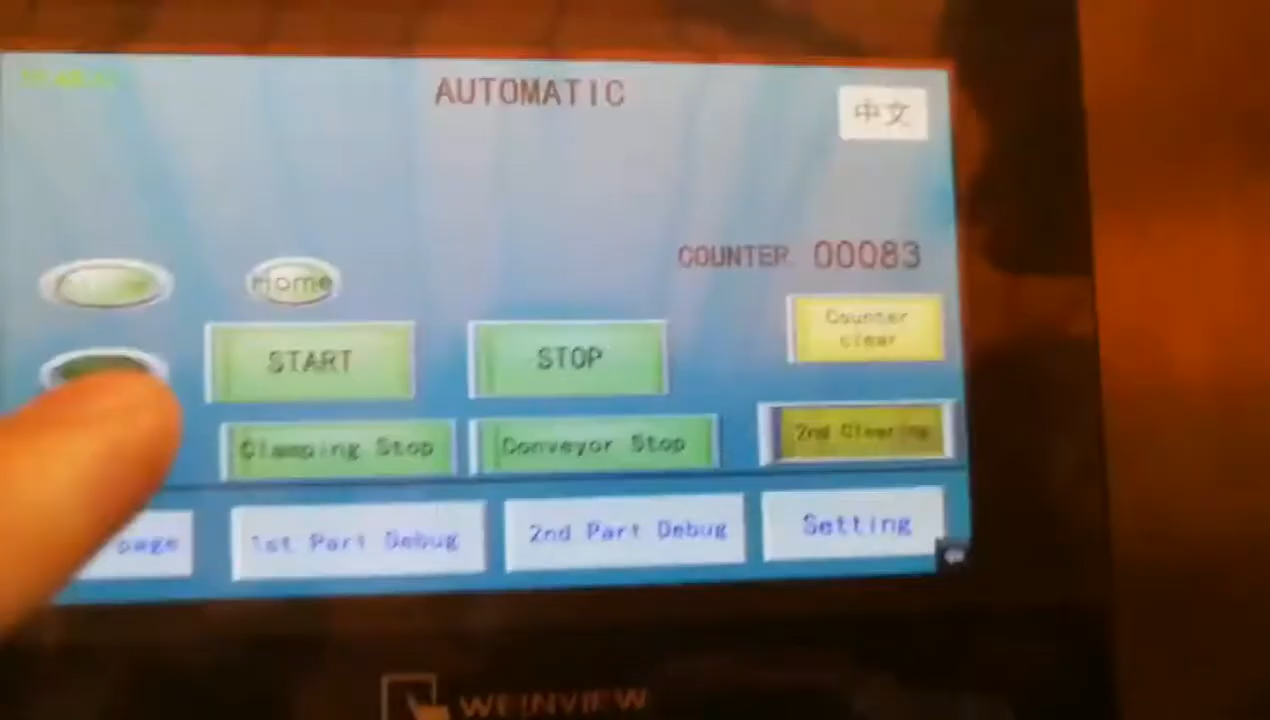 AUTOMATIC
中文
COUNTER 00083
Home
Counter
clear
START
STOP
2nd Clearing
Clamping Stop
Conveyor Stop
page
1st Part Debug
2nd Part Debug
Setting
WEINVIEW